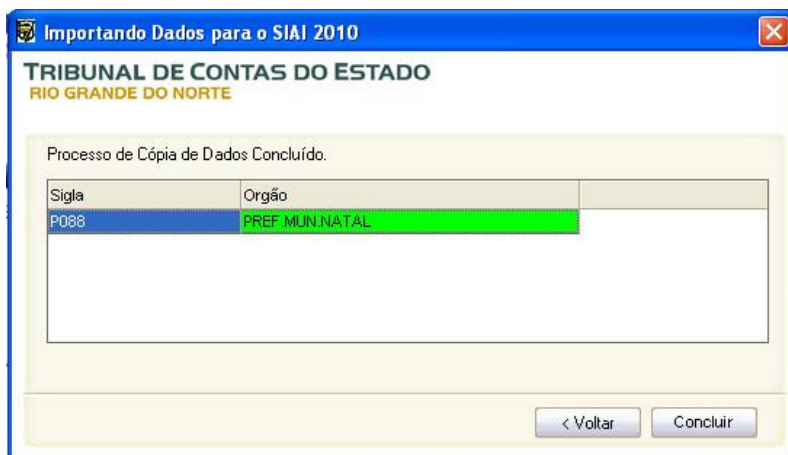 Importando Dados para o SIAI 2010
TRIBUNAL DE CONTAS DO ESTADO
RIO GRANDE DO NORTE
Processo de Cópia de Dados Concluído.
Sigla Orgão
P088 PREF.MUN.NATAL
< Voltar Concluir